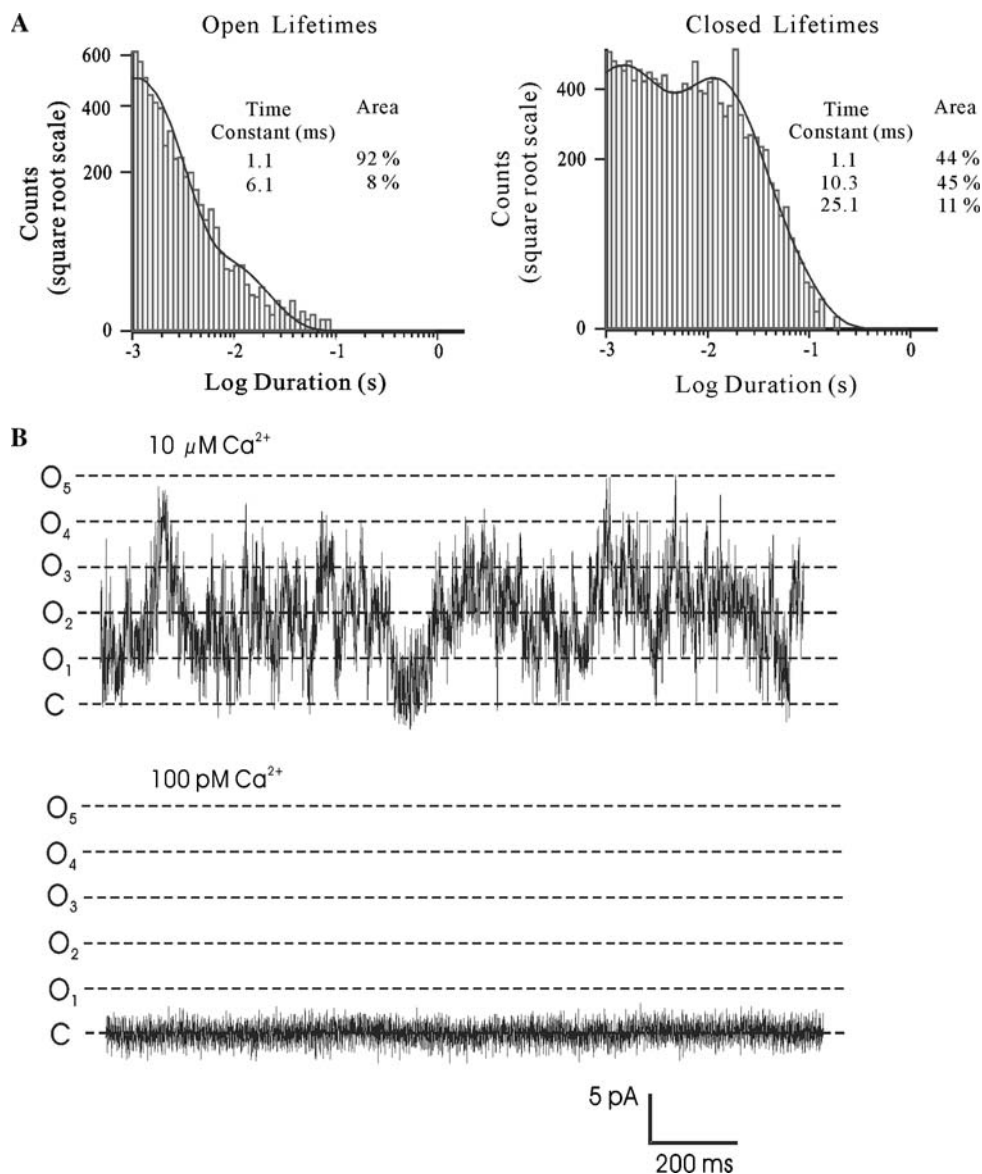 A
Open Lifetimes
Counts
(square root scale)
600
400
200
0
Time
Constant (ms)
Area
1.1 92 %
6.1 8 %
-3 -2 -1 0
Log Duration (s)
Closed Lifetimes
Counts
(square root scale)
400
200
0
Time
Constant (ms)
Area
1.1 44 %
10.3 45 %
25.1 11 %
-3 -2 -1 0
Log Duration (s)
B
10 µM Ca²⁺
O₅
O₄
O₃
O₂
O₁
C
100 pM Ca²⁺
O₅
O₄
O₃
O₂
O₁
C
5 pA
200 ms